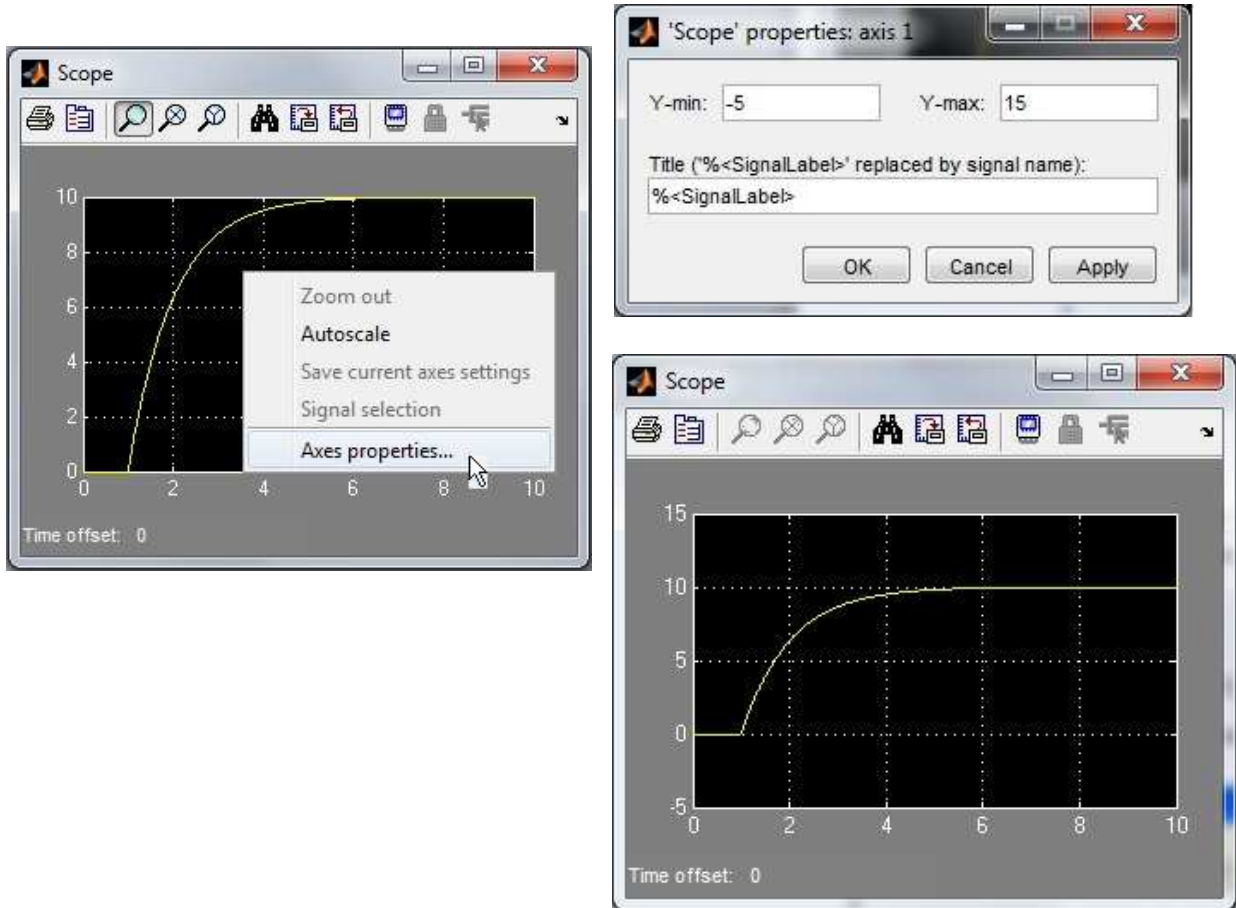 Scope
10
8
6
4
2
0
0 2 4 6 8 10
Zoom out
Autoscale
Save current axes settings
Signal selection
Axes properties...
Time offset: 0
'Scope' properties: axis 1
Y-min: -5 Y-max: 15
Title ('%<SignalLabel>' replaced by signal name):
%<SignalLabel>
OK Cancel Apply
Scope
15
10
5
0
-5
0 2 4 6 8 10
Time offset: 0